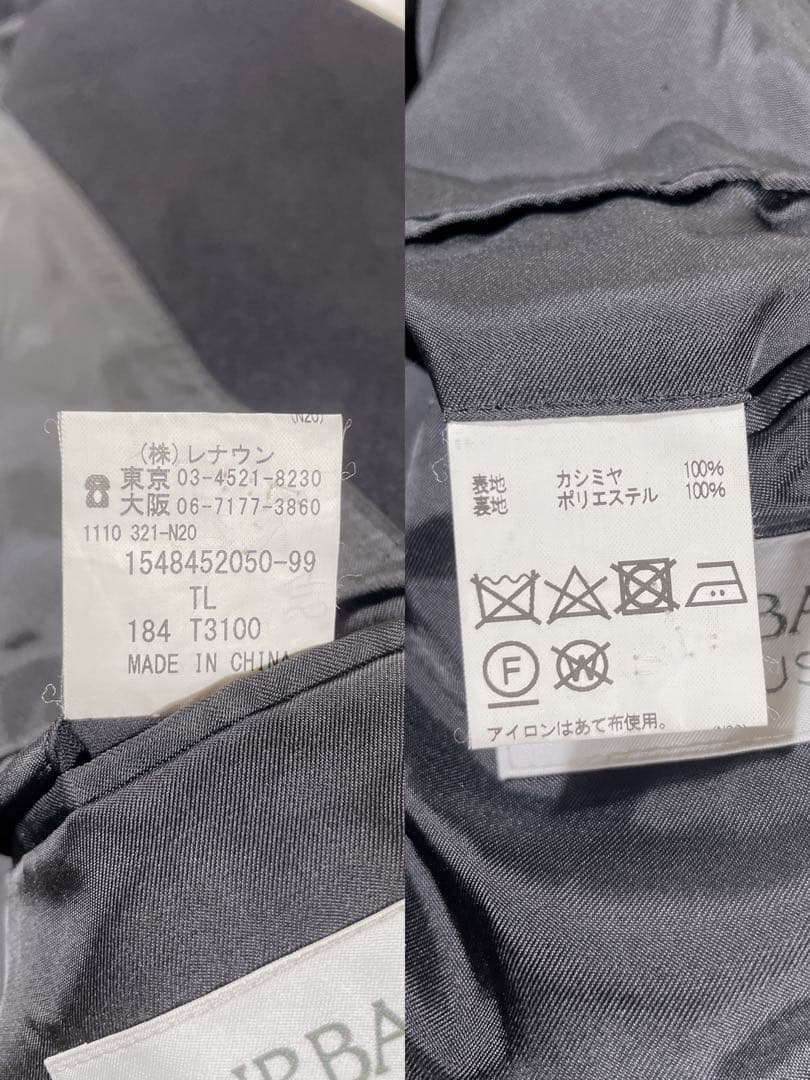 (N20)
(株)レナウン
東京 03-4521-8230
大阪 06-7177-3860
1110 321-N20
1548452050-99
TL
184 T3100
MADE IN CHINA
表地 カシミヤ 100%
裏地 ポリエステル 100%
F
W
アイロンはあて布使用。